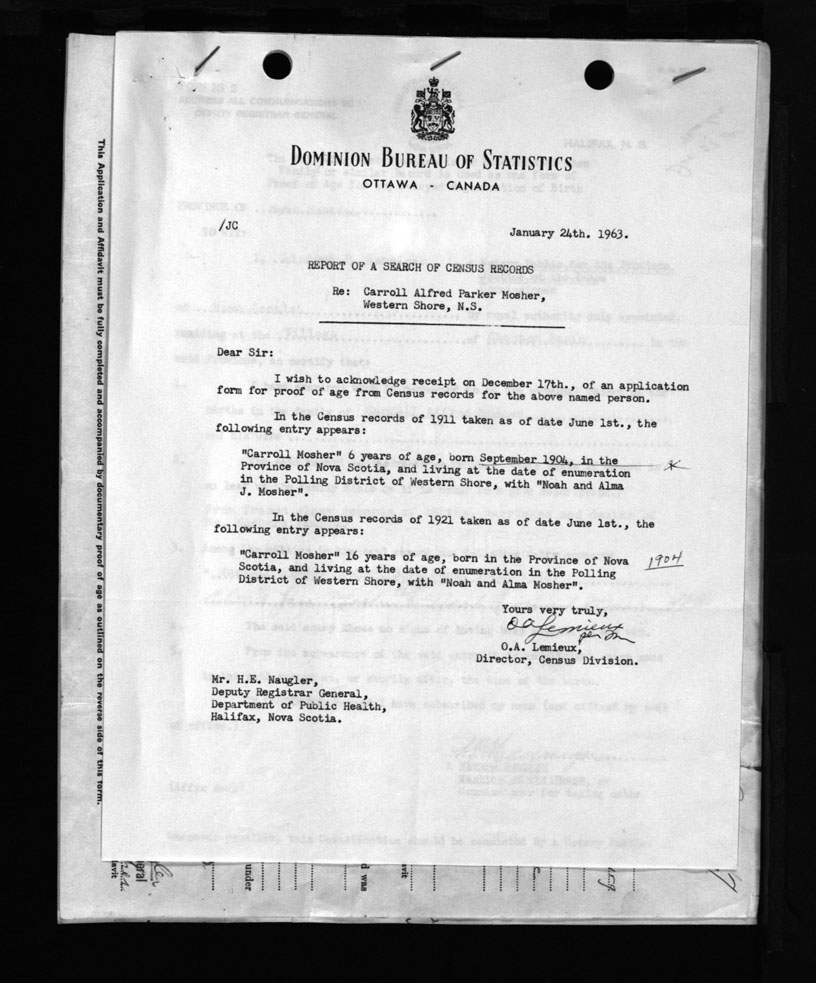 DOMINION BUREAU OF STATISTICS
OTTAWA - CANADA
/JC
January 24th. 1963.
REPORT OF A SEARCH OF CENSUS RECORDS
Re: Carroll Alfred Parker Mosher,
Western Shore, N.S.
Dear Sir:
I wish to acknowledge receipt on December 17th., of an application
form for proof of age from Census records for the above named person.
In the Census records of 1911 taken as of date June 1st., the
following entry appears:
"Carroll Mosher" 6 years of age, born September 1904, in the
Province of Nova Scotia, and living at the date of enumeration
in the Polling District of Western Shore, with "Noah and Alma
J. Mosher".
In the Census records of 1921 taken as of date June 1st., the
following entry appears:
"Carroll Mosher" 16 years of age, born in the Province of Nova
Scotia, and living at the date of enumeration in the Polling
District of Western Shore, with "Noah and Alma Mosher".
1904
Yours very truly,
O A Lemieux
O.A. Lemieux,
Director, Census Division.
Mr. H.E. Naugler,
Deputy Registrar General,
Department of Public Health,
Halifax, Nova Scotia.
This Application and Affidavit must be fully completed and accompanied by documentary proof of age as outlined on the reverse side of this form.
under
d was